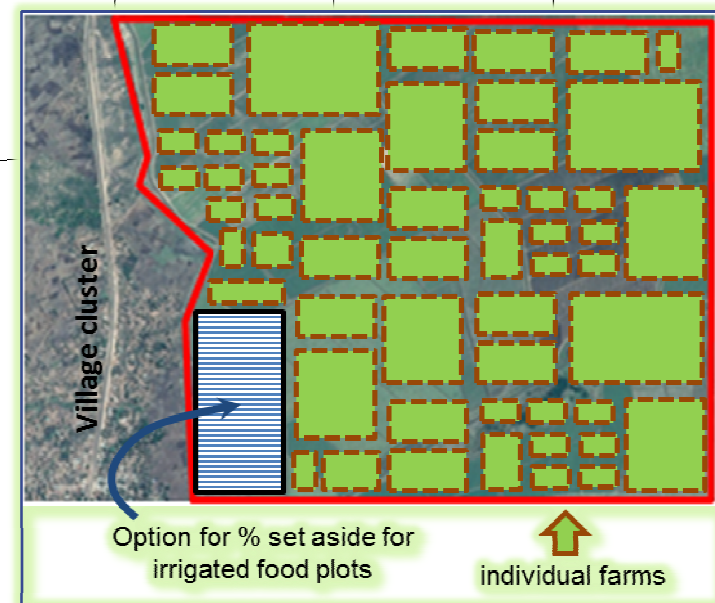 Village cluster
Option for % set aside for
irrigated food plots
individual farms